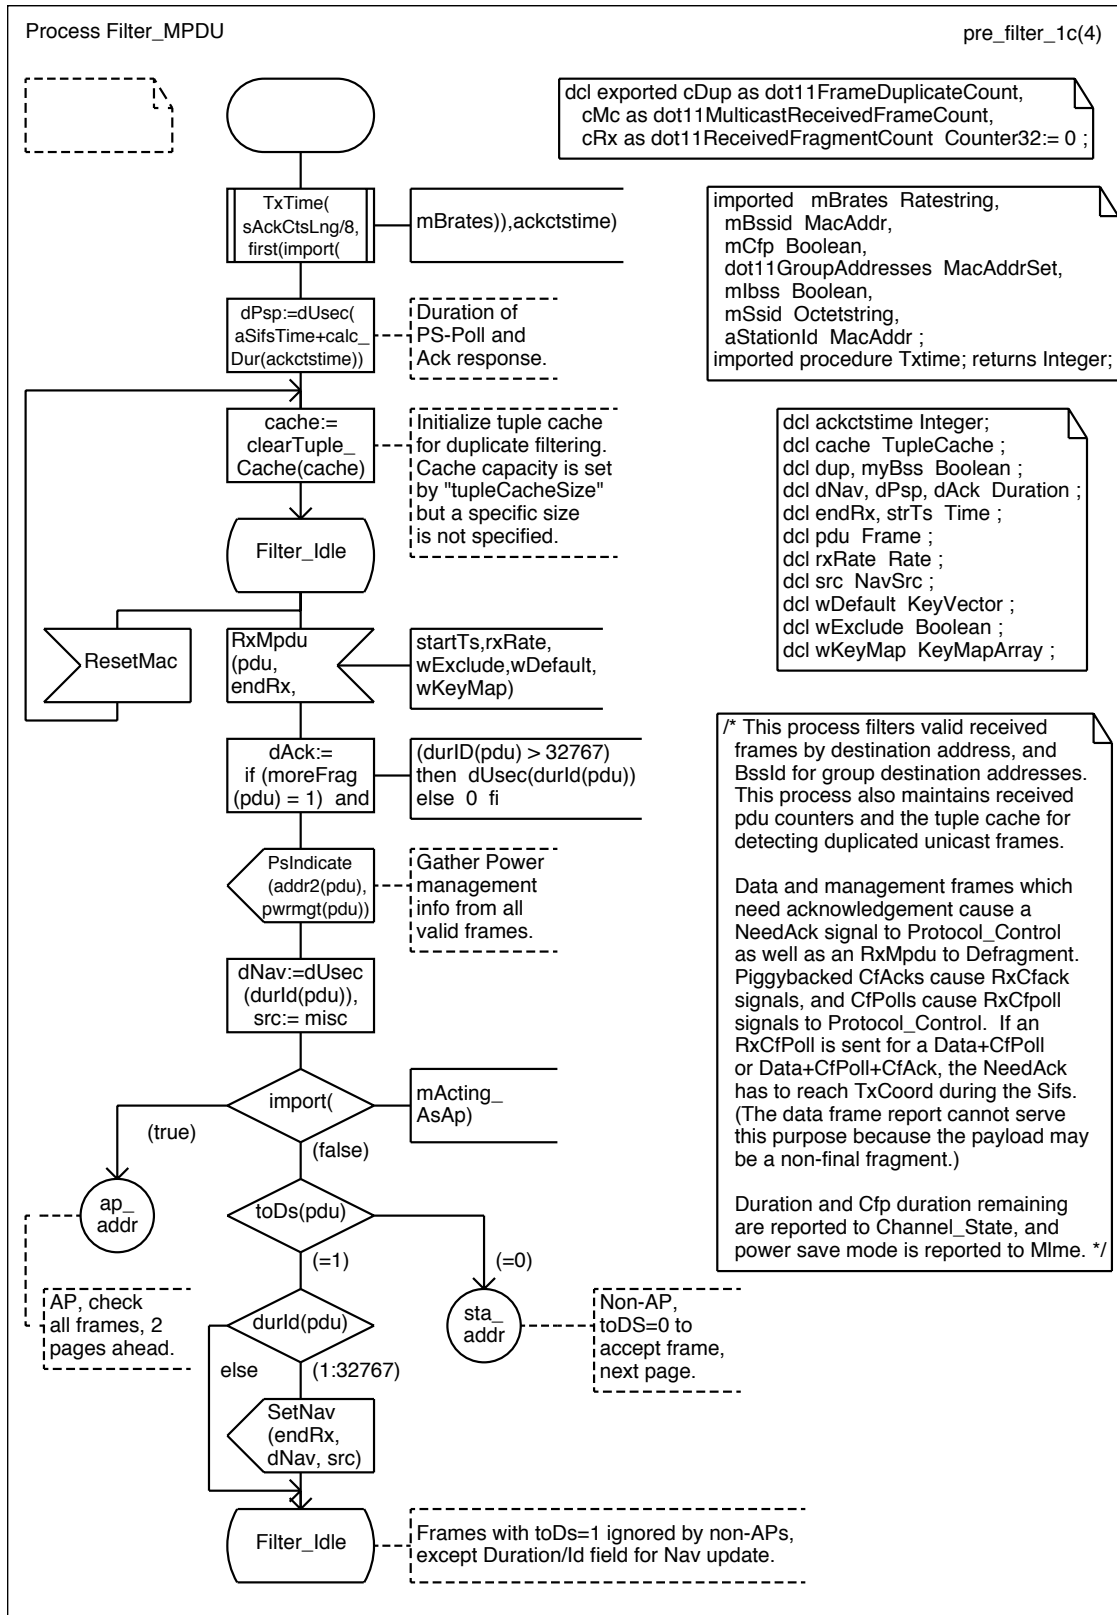 Process Filter_MPDU
pre_filter_1c(4)
dcl exported cDup as dot11FrameDuplicateCount,
cMc as dot11MulticastReceivedFrameCount,
cRx as dot11ReceivedFragmentCount Counter32:= 0 ;
TxTime(
sAckCtsLng/8,
first(import(
mBrates)),ackctstime)
imported mBrates Ratestring,
mBssid MacAddr,
mCfp Boolean,
dot11GroupAddresses MacAddrSet,
mIbss Boolean,
mSsid Octetstring,
aStationId MacAddr ;
imported procedure Txtime; returns Integer;
dPsp:=dUsec(
aSifsTime+calc_
Dur(ackctstime))
Duration of
PS-Poll and
Ack response.
cache:=
clearTuple_
Cache(cache)
Initialize tuple cache
for duplicate filtering.
Cache capacity is set
by "tupleCacheSize"
but a specific size
is not specified.
dcl ackctstime Integer;
dcl cache TupleCache ;
dcl dup, myBss Boolean ;
dcl dNav, dPsp, dAck Duration ;
dcl endRx, strTs Time ;
dcl pdu Frame ;
dcl rxRate Rate ;
dcl src NavSrc ;
dcl wDefault KeyVector ;
dcl wExclude Boolean ;
dcl wKeyMap KeyMapArray ;
Filter_Idle
ResetMac
RxMpdu
(pdu,
endRx,
startTs,rxRate,
wExclude,wDefault,
wKeyMap)
dAck:=
if (moreFrag
(pdu) = 1) and
(durID(pdu) > 32767)
then dUsec(durId(pdu))
else 0 fi
/* This process filters valid received
frames by destination address, and
BssId for group destination addresses.
This process also maintains received
pdu counters and the tuple cache for
detecting duplicated unicast frames.
Data and management frames which
need acknowledgement cause a
NeedAck signal to Protocol_Control
as well as an RxMpdu to Defragment.
Piggybacked CfAcks cause RxCfack
signals, and CfPolls cause RxCfpoll
signals to Protocol_Control. If an
RxCfPoll is sent for a Data+CfPoll
or Data+CfPoll+CfAck, the NeedAck
has to reach TxCoord during the Sifs.
(The data frame report cannot serve
this purpose because the payload may
be a non-final fragment.)
Duration and Cfp duration remaining
are reported to Channel_State, and
power save mode is reported to Mlme. */
PsIndicate
(addr2(pdu),
pwrmgt(pdu))
Gather Power
management
info from all
valid frames.
dNav:=dUsec
(durId(pdu)),
src:= misc
import(
mActing_
AsAp)
(true)
(false)
ap_
addr
toDs(pdu)
(=1)
(=0)
AP, check
all frames, 2
pages ahead.
durId(pdu)
sta_
addr
Non-AP,
toDS=0 to
accept frame,
next page.
else
(1:32767)
SetNav
(endRx,
dNav, src)
Filter_Idle
Frames with toDs=1 ignored by non-APs,
except Duration/Id field for Nav update.